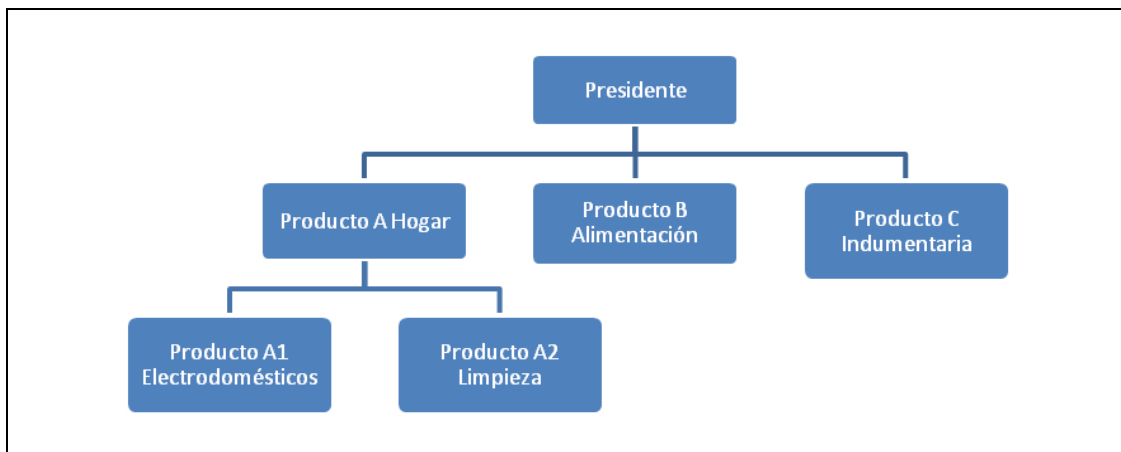 Presidente
Producto A Hogar
Producto B
Alimentación
Producto C
Indumentaria
Producto A1
Electrodomésticos
Producto A2
Limpieza